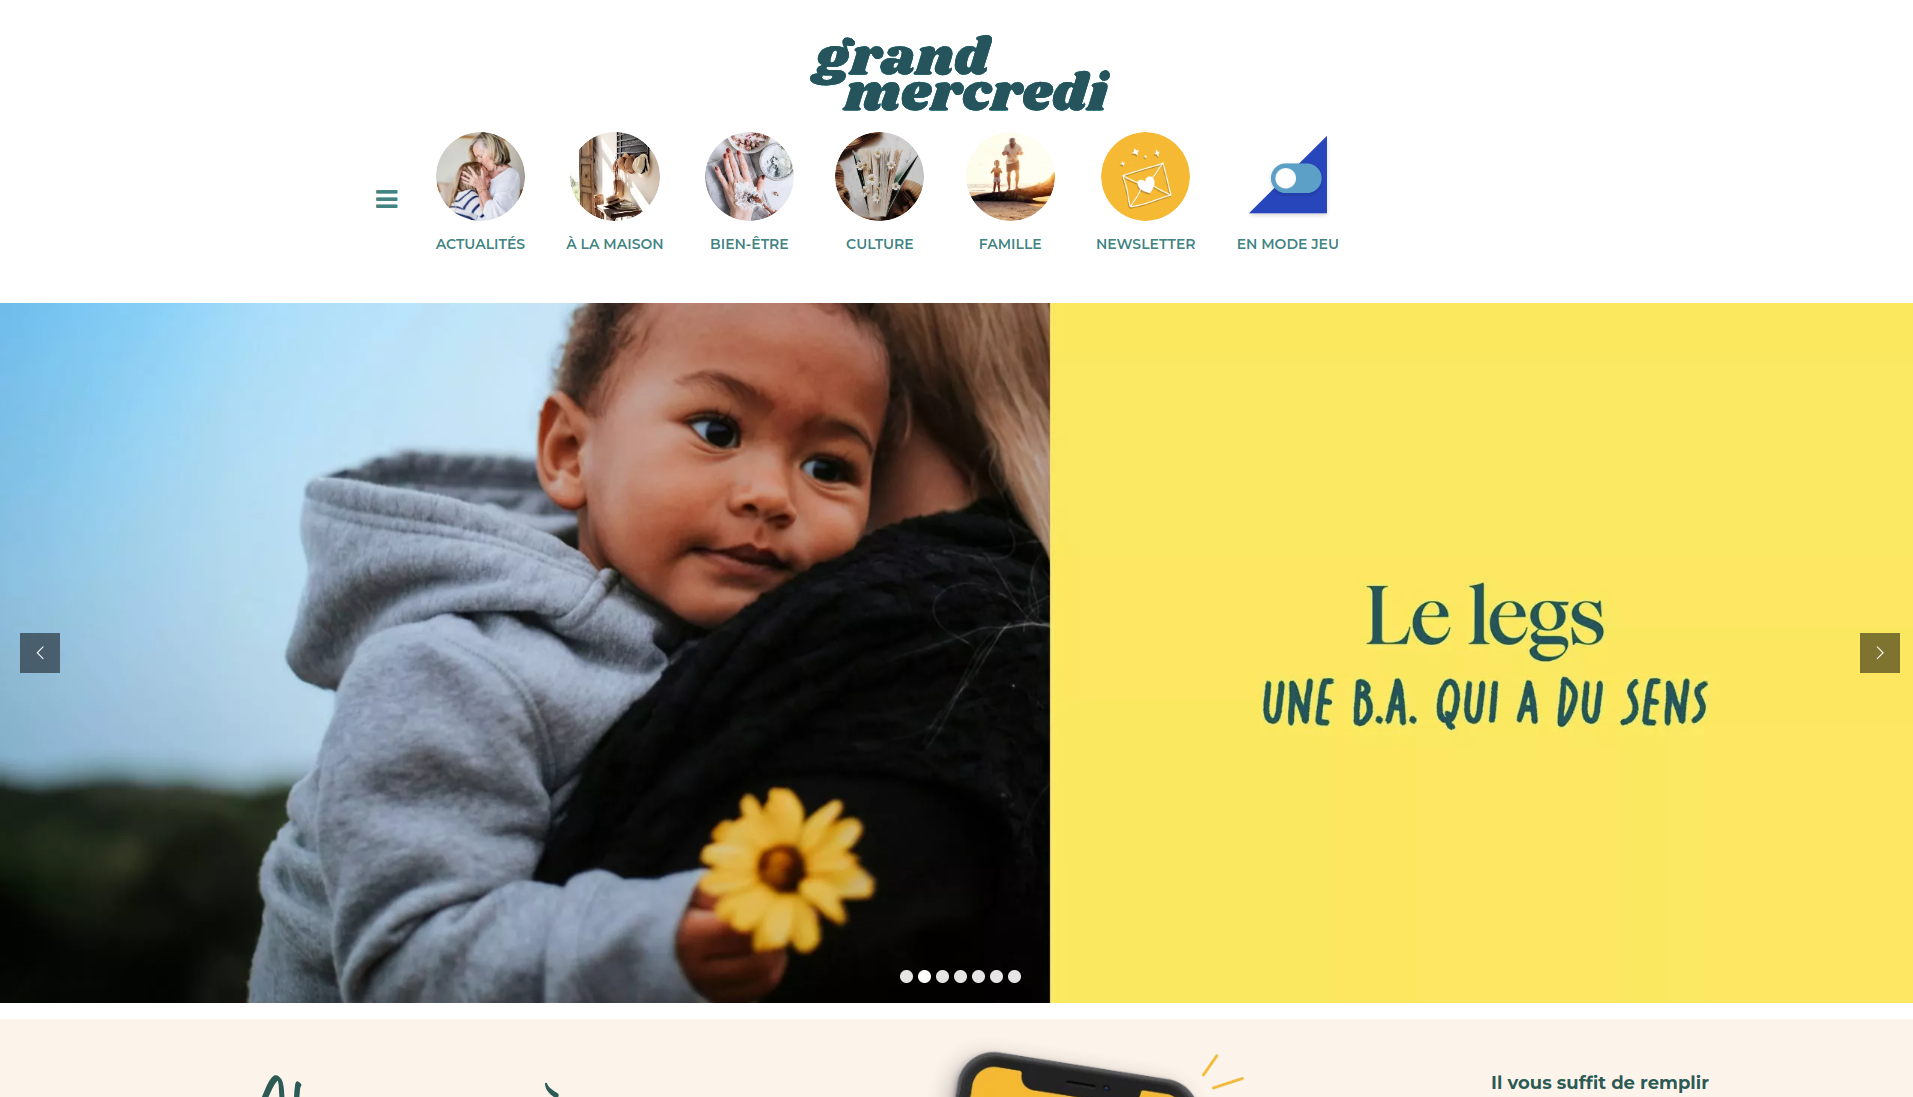 grand
mercredi
ACTUALITÉS
À LA MAISON
BIEN-ÊTRE
CULTURE
FAMILLE
NEWSLETTER
EN MODE JEU
Le legs
UNE B.A. QUI A DU SENS
Il vous suffit de remplir